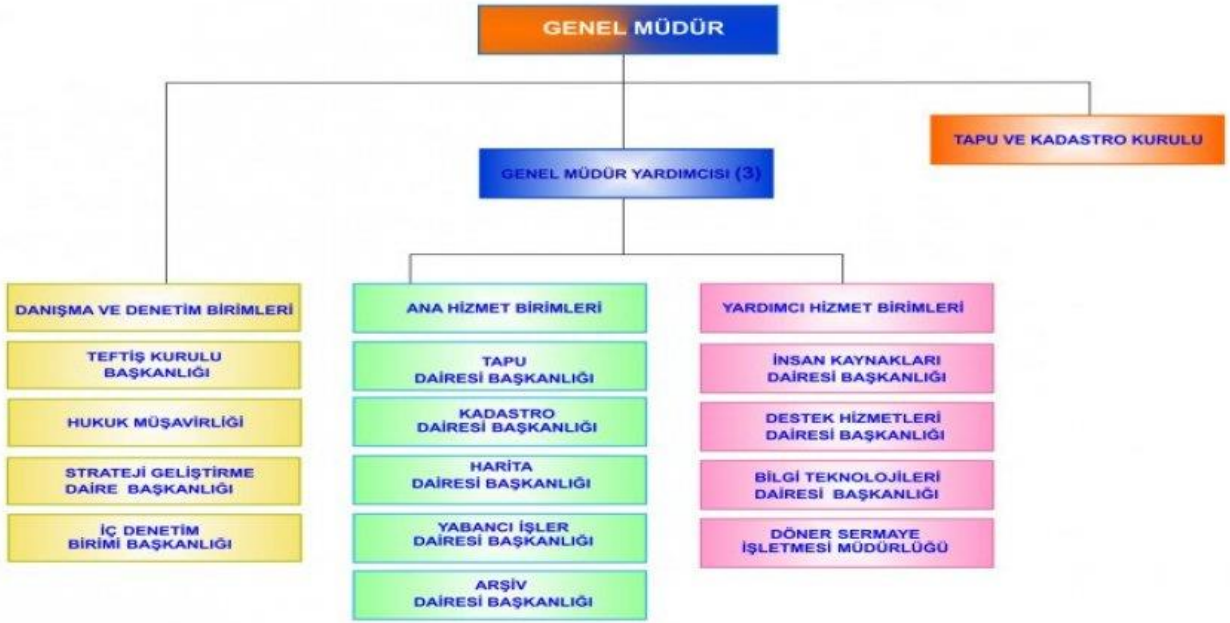 GENEL MÜDÜR
TAPU VE KADASTRO KURULU
GENEL MÜDÜR YARDIMCISI (3)
DANIŞMA VE DENETİM BİRİMLERİ
TEFTİŞ KURULU
BAŞKANLIĞI
HUKUK MÜŞAVİRLİĞİ
STRATEJİ GELİŞTİRME
DAİRE BAŞKANLIĞI
İÇ DENETİM
BİRİMİ BAŞKANLIĞI
ANA HİZMET BİRİMLERİ
TAPU
DAİRESİ BAŞKANLIĞI
KADASTRO
DAİRESİ BAŞKANLIĞI
HARİTA
DAİRESİ BAŞKANLIĞI
YABANCI İŞLER
DAİRESİ BAŞKANLIĞI
ARŞİV
DAİRESİ BAŞKANLIĞI
YARDIMCI HİZMET BİRİMLERİ
İNSAN KAYNAKLARI
DAİRESİ BAŞKANLIĞI
DESTEK HİZMETLERİ
DAİRESİ BAŞKANLIĞI
BİLGİ TEKNOLOJİLERİ
DAİRESİ BAŞKANLIĞI
DÖNER SERMAYE
İŞLETMESİ MÜDÜRLÜĞÜ